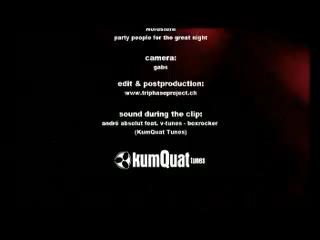 party people for the great night
camera:
gabs
edit & postproduction:
www.triphaseproject.ch
sound during the clip:
andré absolut feat. v-tunes - boxrocker
(KumQuat Tunes)
kumQuat tunes